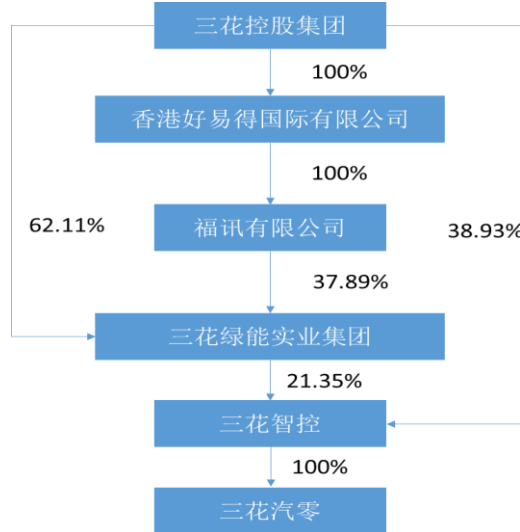 三花控股集团
100%
香港好易得国际有限公司
100%
62.11%
福讯有限公司
38.93%
37.89%
三花绿能实业集团
21.35%
三花智控
100%
三花汽零